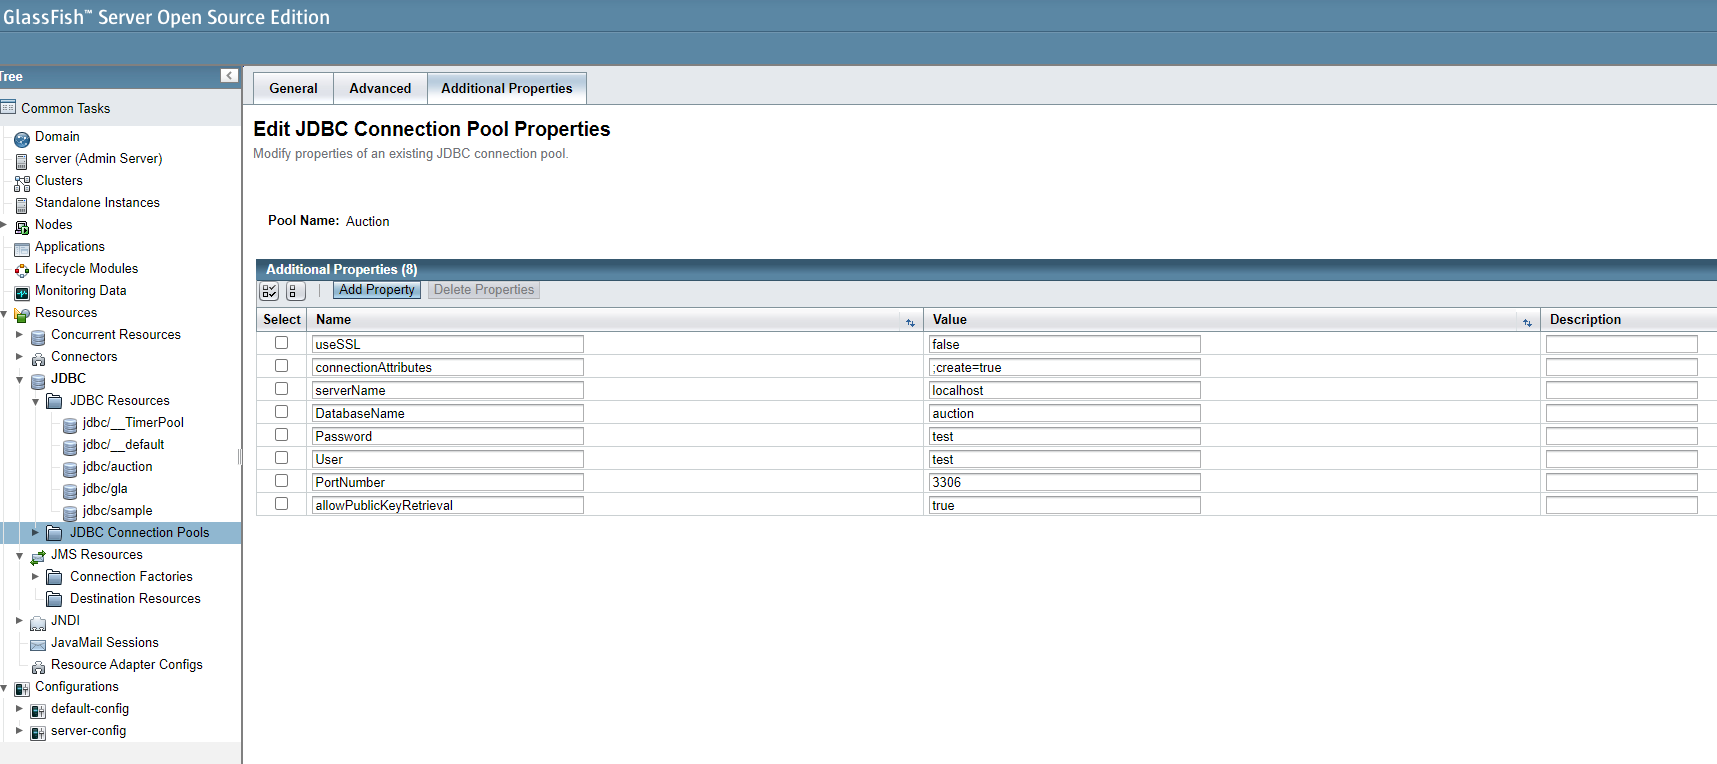 GlassFish™ Server Open Source Edition
Tree
Common Tasks
Domain
server (Admin Server)
Clusters
Standalone Instances
Nodes
Applications
Lifecycle Modules
Monitoring Data
Resources
Concurrent Resources
Connectors
JDBC
JDBC Resources
jdbc/__TimerPool
jdbc/__default
jdbc/auction
jdbc/gla
jdbc/sample
JDBC Connection Pools
JMS Resources
Connection Factories
Destination Resources
JNDI
JavaMail Sessions
Resource Adapter Configs
Configurations
default-config
server-config
General Advanced Additional Properties
Edit JDBC Connection Pool Properties
Modify properties of an existing JDBC connection pool.
Pool Name: Auction
Additional Properties (8)
Add Property Delete Properties
Select Name Value Description
useSSL false
connectionAttributes ;create=true
serverName localhost
DatabaseName auction
Password test
User test
PortNumber 3306
allowPublicKeyRetrieval true